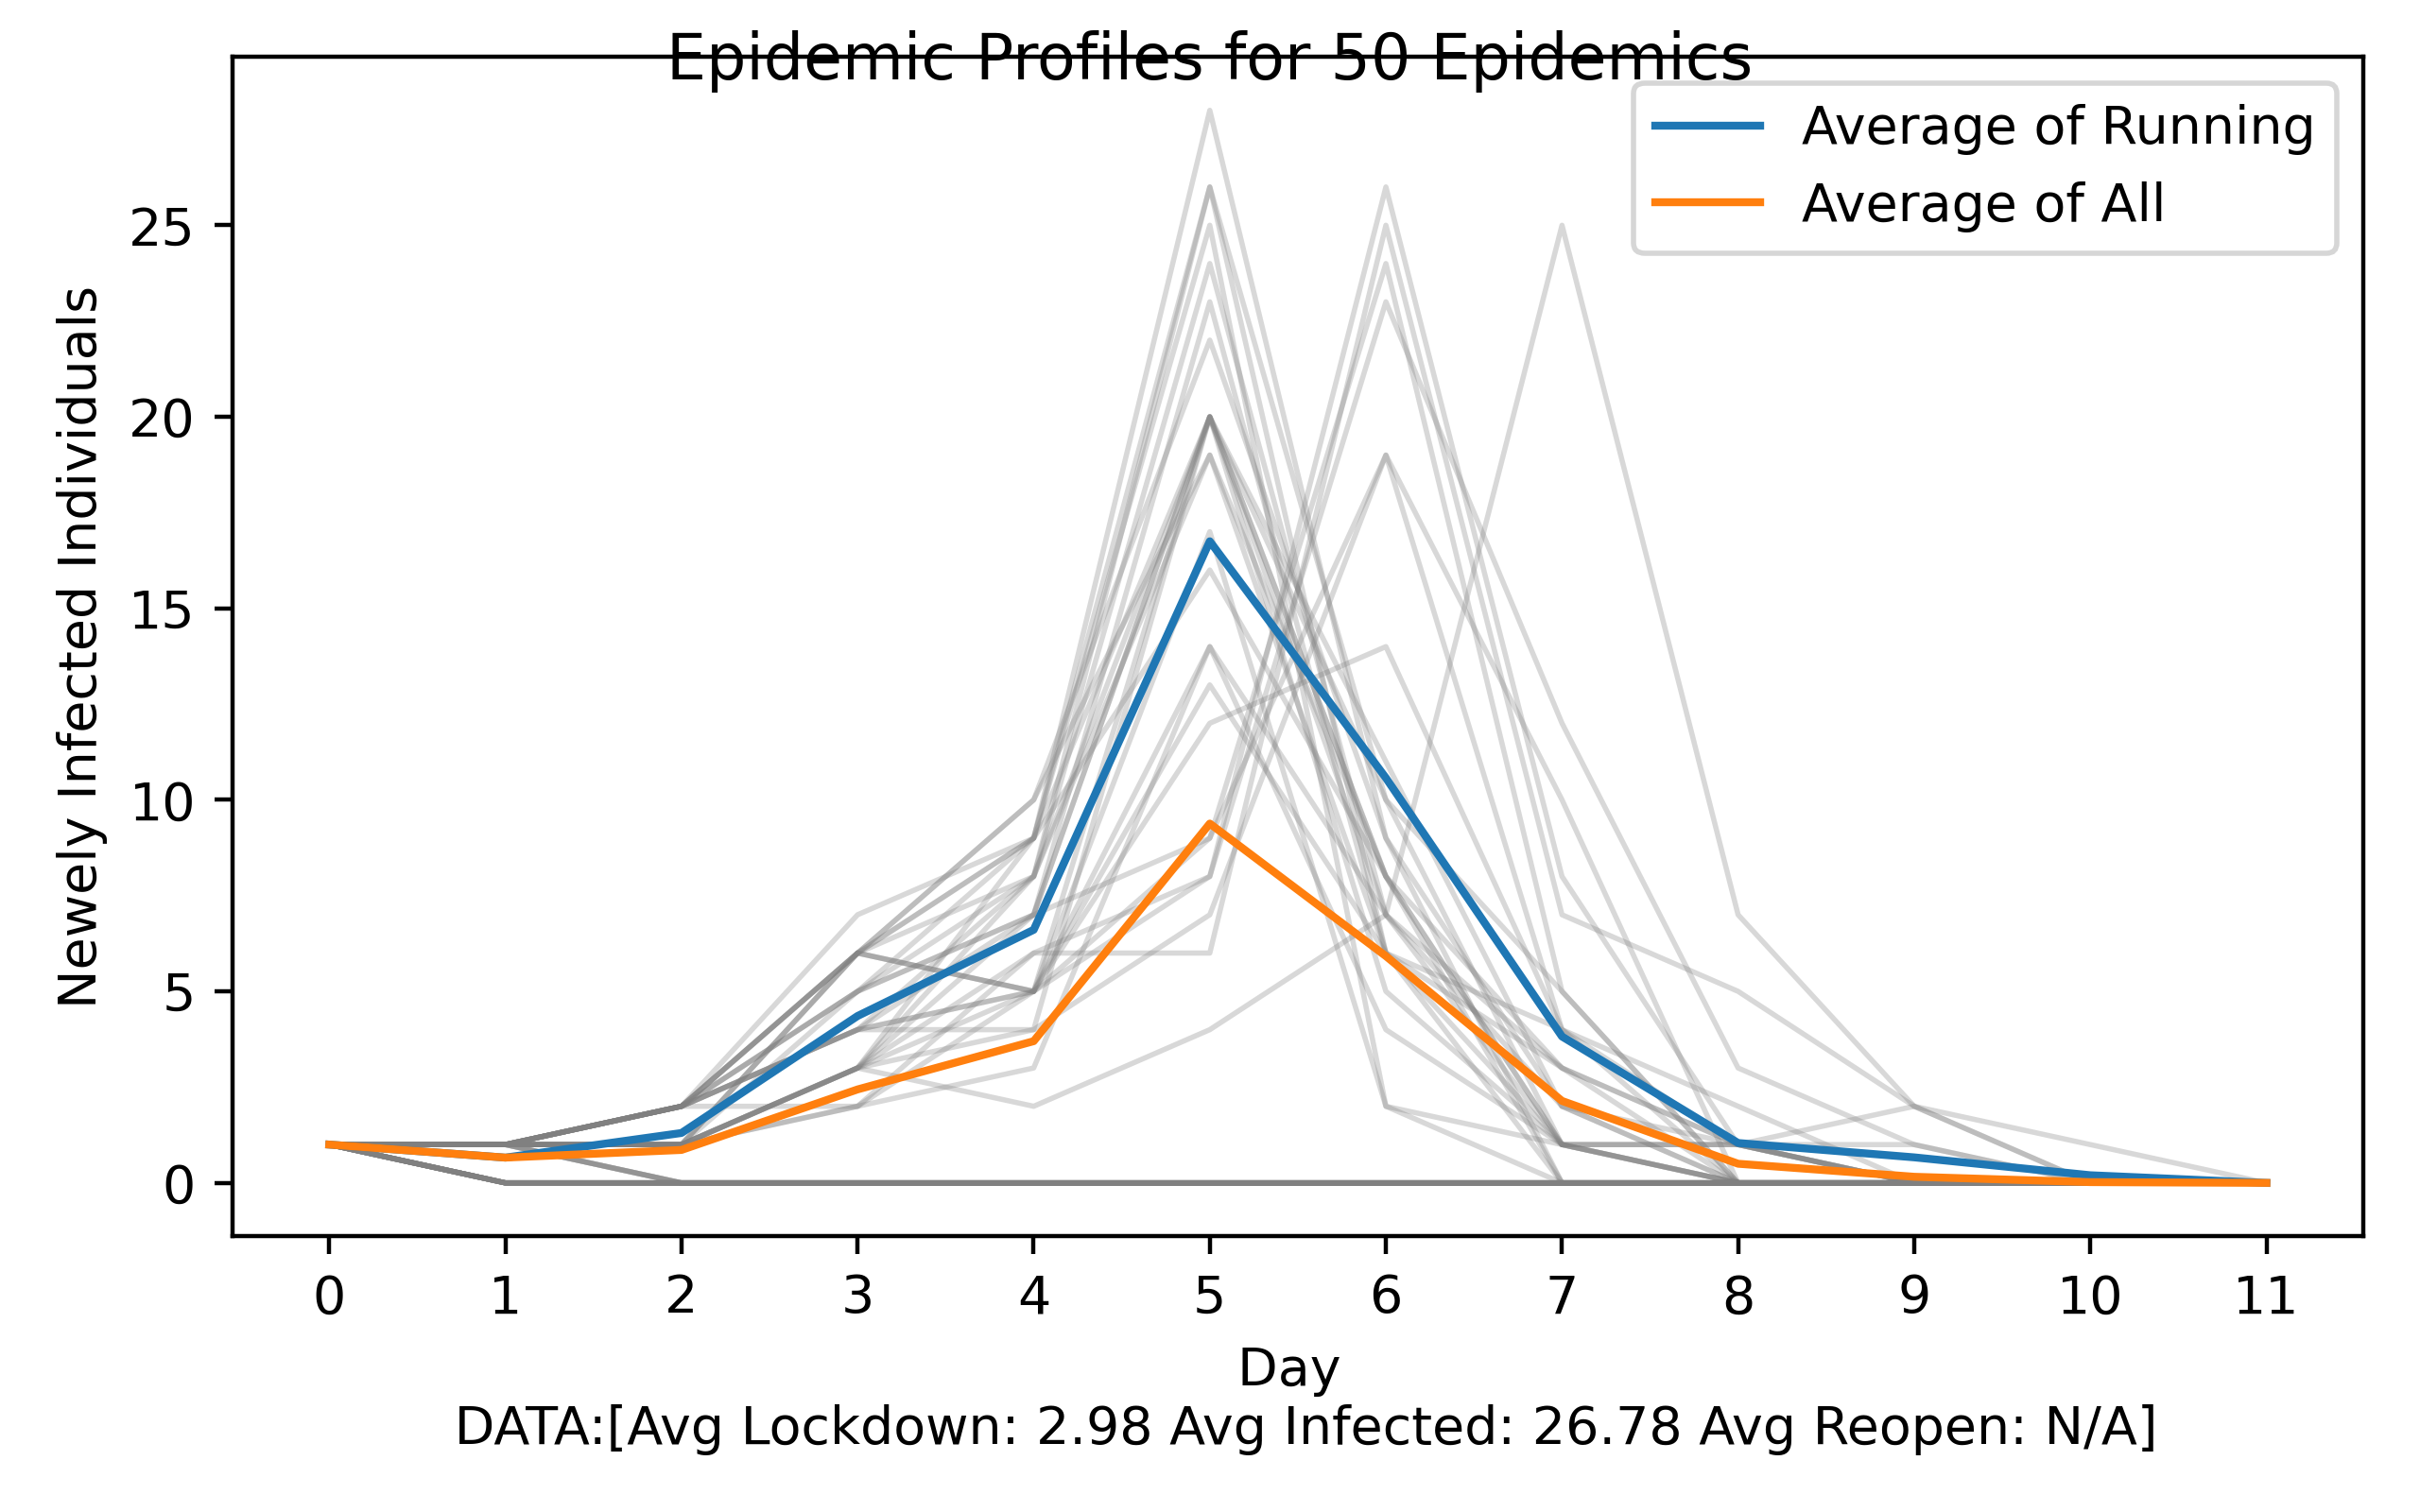 Epidemic Profiles for 50 Epidemics
Average of Running
Average of All
Newely Infected Individuals
25
20
15
10
5
0
0 1 2 3 4 5 6 7 8 9 10 11
Day
DATA:[Avg Lockdown: 2.98 Avg Infected: 26.78 Avg Reopen: N/A]